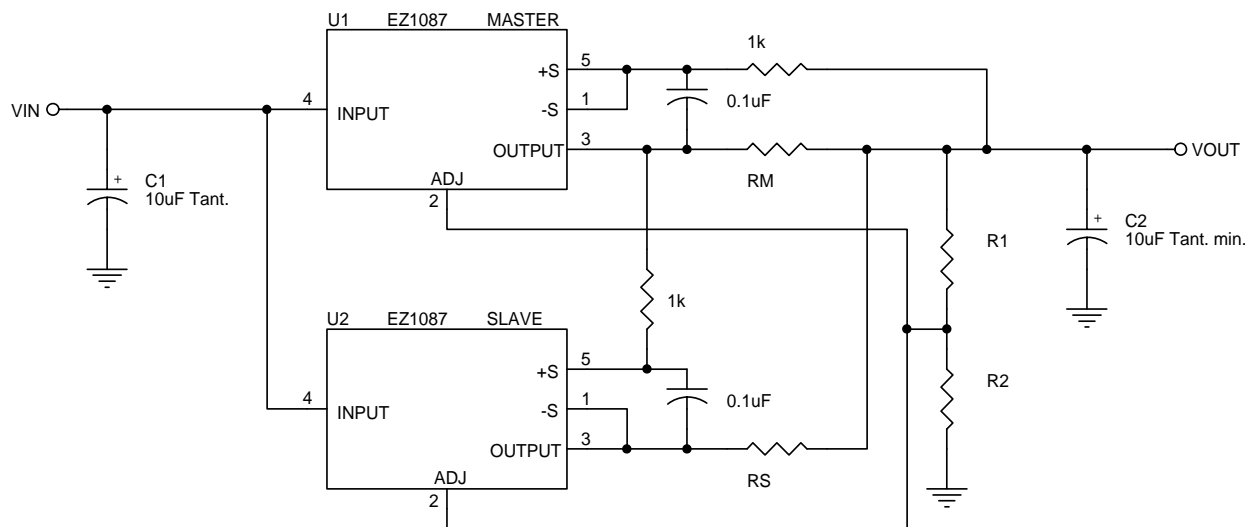 U1 EZ1087 MASTER
1k
+S 5
-S 1
0.1uF
VIN
4
INPUT
3
OUTPUT
VOUT
ADJ
2
RM
C1
10uF Tant.
+
R1
C2
10uF Tant. min.
+
1k
U2 EZ1087 SLAVE
+S 5
R2
-S 1
0.1uF
4
INPUT
3
OUTPUT
ADJ
2
RS